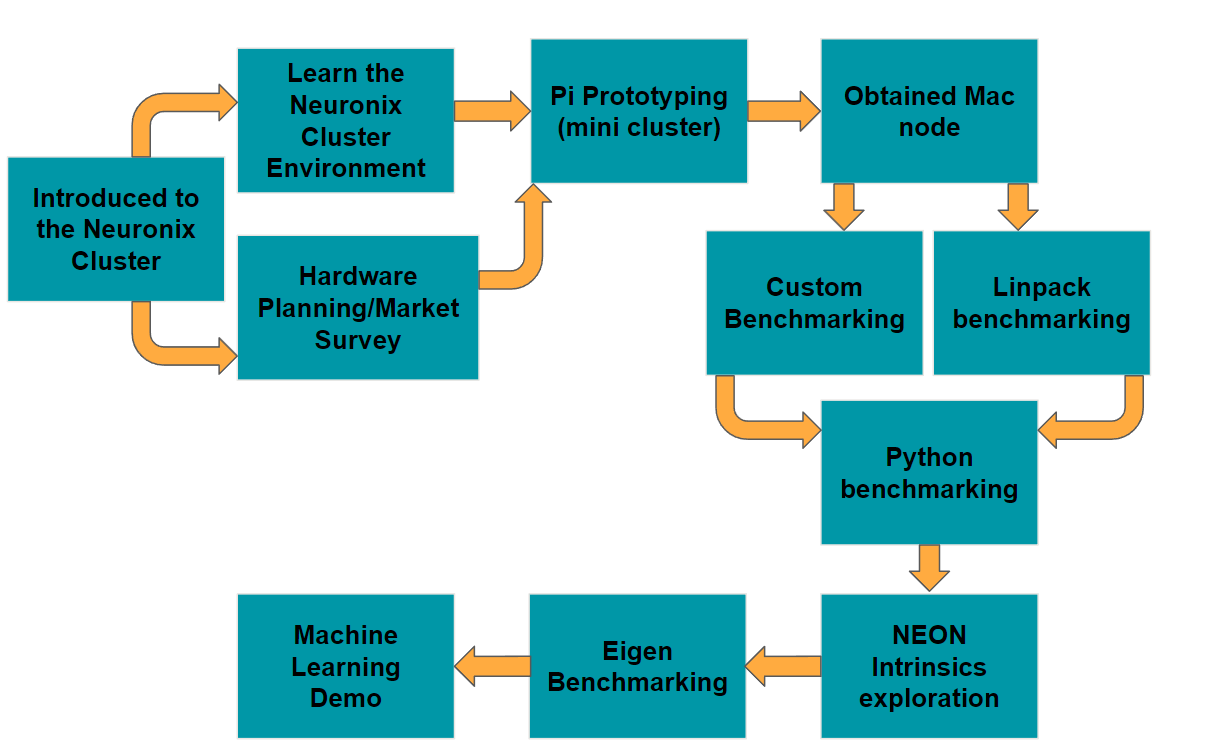 Introduced to
the Neuronix
Cluster
Learn the
Neuronix
Cluster
Environment
Hardware
Planning/Market
Survey
Pi Prototyping
(mini cluster)
Obtained Mac
node
Custom
Benchmarking
Linpack
benchmarking
Python
benchmarking
NEON
Intrinsics
exploration
Eigen
Benchmarking
Machine
Learning
Demo